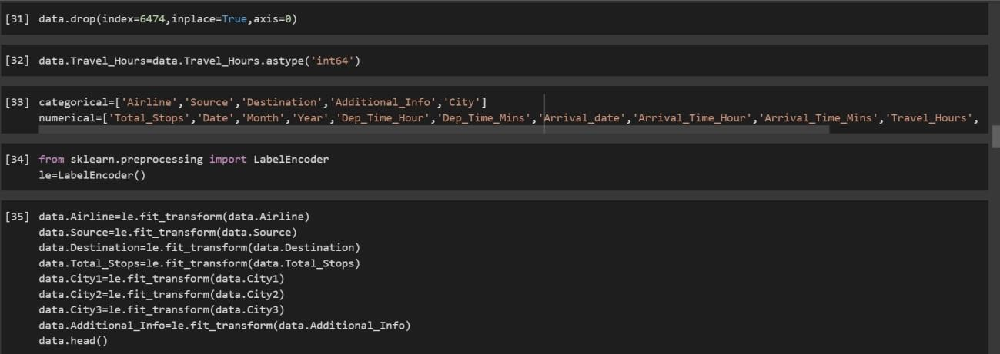 [31] data.drop(index=6474,inplace=True,axis=0)
[32] data.Travel_Hours=data.Travel_Hours.astype('int64')
[33] categorical=['Airline','Source','Destination','Additional_Info','City']
numerical=['Total_Stops','Date','Month','Year','Dep_Time_Hour','Dep_Time_Mins','Arrival_date','Arrival_Time_Hour','Arrival_Time_Mins','Travel_Hours',
[34] from sklearn.preprocessing import LabelEncoder
le=LabelEncoder()
[35] data.Airline=le.fit_transform(data.Airline)
data.Source=le.fit_transform(data.Source)
data.Destination=le.fit_transform(data.Destination)
data.Total_Stops=le.fit_transform(data.Total_Stops)
data.City1=le.fit_transform(data.City1)
data.City2=le.fit_transform(data.City2)
data.City3=le.fit_transform(data.City3)
data.Additional_Info=le.fit_transform(data.Additional_Info)
data.head()